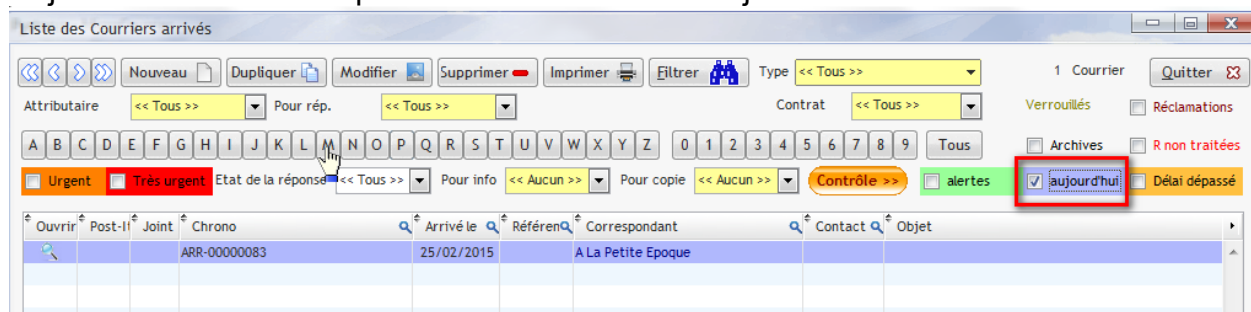 Liste des Courriers arrivés
Nouveau Dupliquer Modifier Supprimer Imprimer Filtrer Type << Tous >> 1 Courrier Quitter
Attributaire << Tous >> Pour rép. << Tous >> Contrat << Tous >> Verrouillés Réclamations
A B C D E F G H I J K L M N O P Q R S T U V W X Y Z 0 1 2 3 4 5 6 7 8 9 Tous Archives R non traitées
Urgent Très urgent Etat de la réponse << Tous >> Pour info << Aucun >> Pour copie << Aucun >> Contrôle >> alertes aujourd'hui Délai dépassé
Ouvrir Post-It Joint Chrono Arrivé le Référen Correspondant Contact Objet
ARR-00000083 25/02/2015 A La Petite Epoque